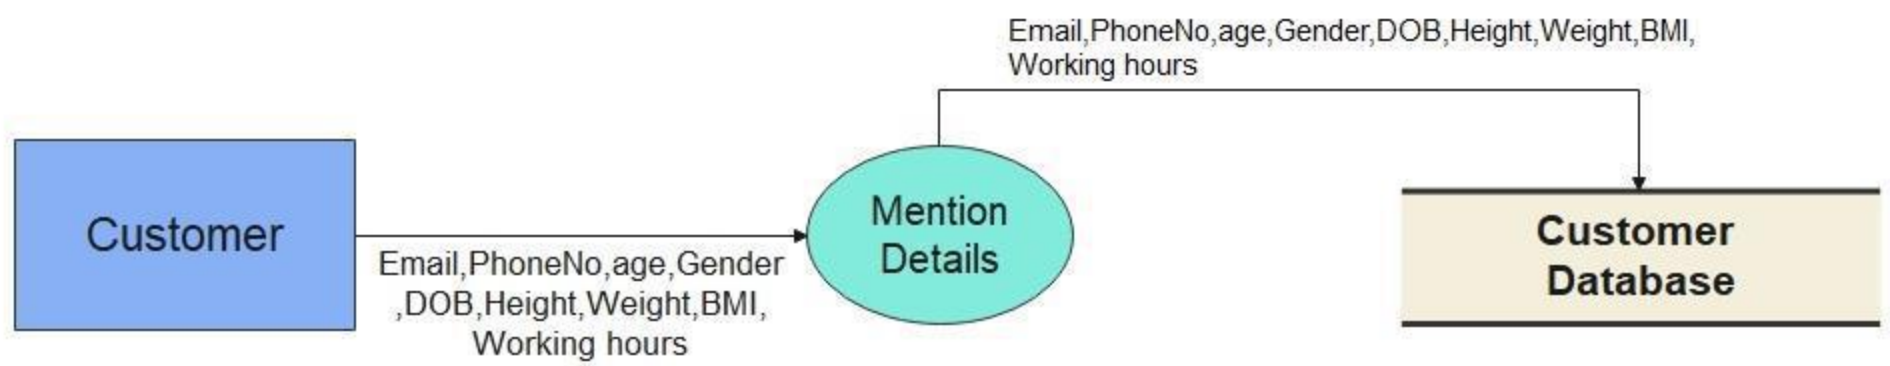 Email,PhoneNo,age,Gender,DOB,Height,Weight,BMI,
Working hours
Customer
Email,PhoneNo,age,Gender
,DOB,Height,Weight,BMI,
Working hours
Mention
Details
Customer
Database